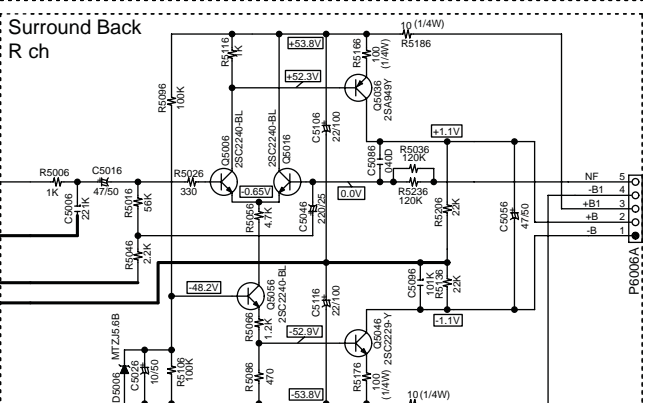 Surround Back
R ch
10 (1/4W)
R5186
R5116
1K
+53.8V
R5166
100
(1/4W)
+52.3V
R5096
100K
Q5036
2SA949Y
Q5006
2SC2240-BL
2SC2240-BL
Q5016
C5106
22/100
+1.1V
C5086
040D
R5036
120K
R5236
120K
R5006
1K
C5016
47/50
R5026
330
-0.65V
0.0V
C5006
221K
R5016
56K
R5056
4.7K
C5046
220/25
R5206
22K
C5056
47/50
NF 5
-B1 4
+B1 3
+B 2
-B 1
P6006A
R5046
2.2K
-48.2V
Q5056
2SC2240-BL
C5116
22/100
C5096
101K
R5136
22K
R5066
1.2K
-52.9V
Q5046
2SC2229-Y
-1.1V
D5006 MTZJ5.6B
C5026
10/50
R5106
100K
R5086
470
-53.8V
R5176
100
(1/4W)
10 (1/4W)